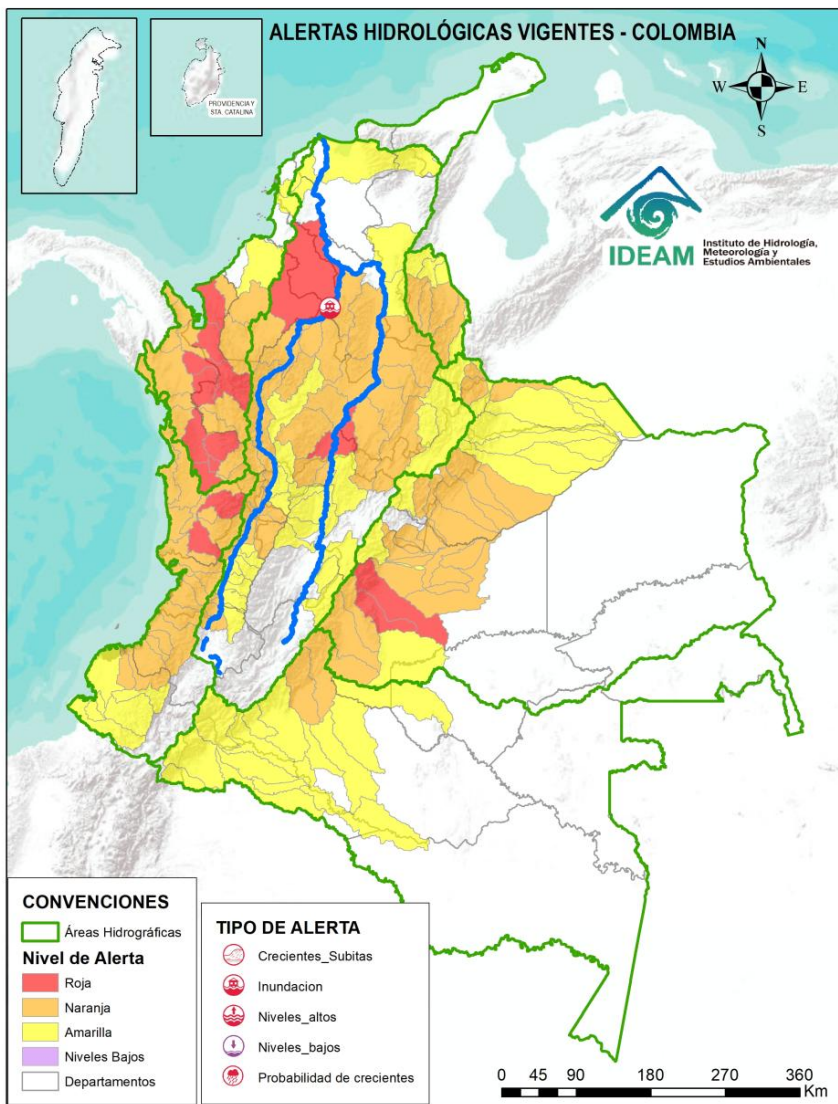 ALERTAS HIDROLÓGICAS VIGENTES - COLOMBIA
PROVIDENCIA Y
STA. CATALINA
N
W
E
S
IDEAM
Instituto de Hidrología,
Meteorología y
Estudios Ambientales
CONVENCIONES
Áreas Hidrográficas
Nivel de Alerta
Roja
Naranja
Amarilla
Niveles Bajos
Departamentos
TIPO DE ALERTA
Crecientes_Subitas
Inundacion
Niveles_altos
Niveles_bajos
Probabilidad de crecientes
0 45 90 180 270 360
Km